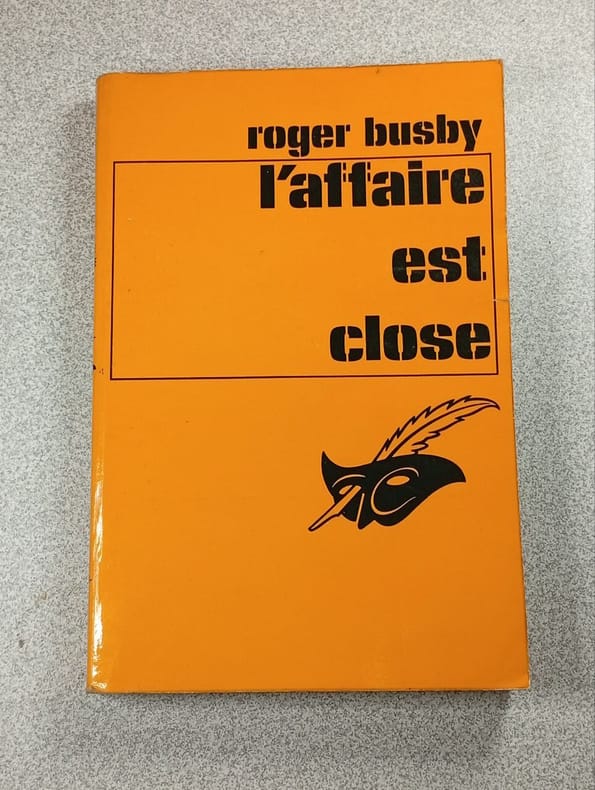 roger busby
l'affaire
est
close